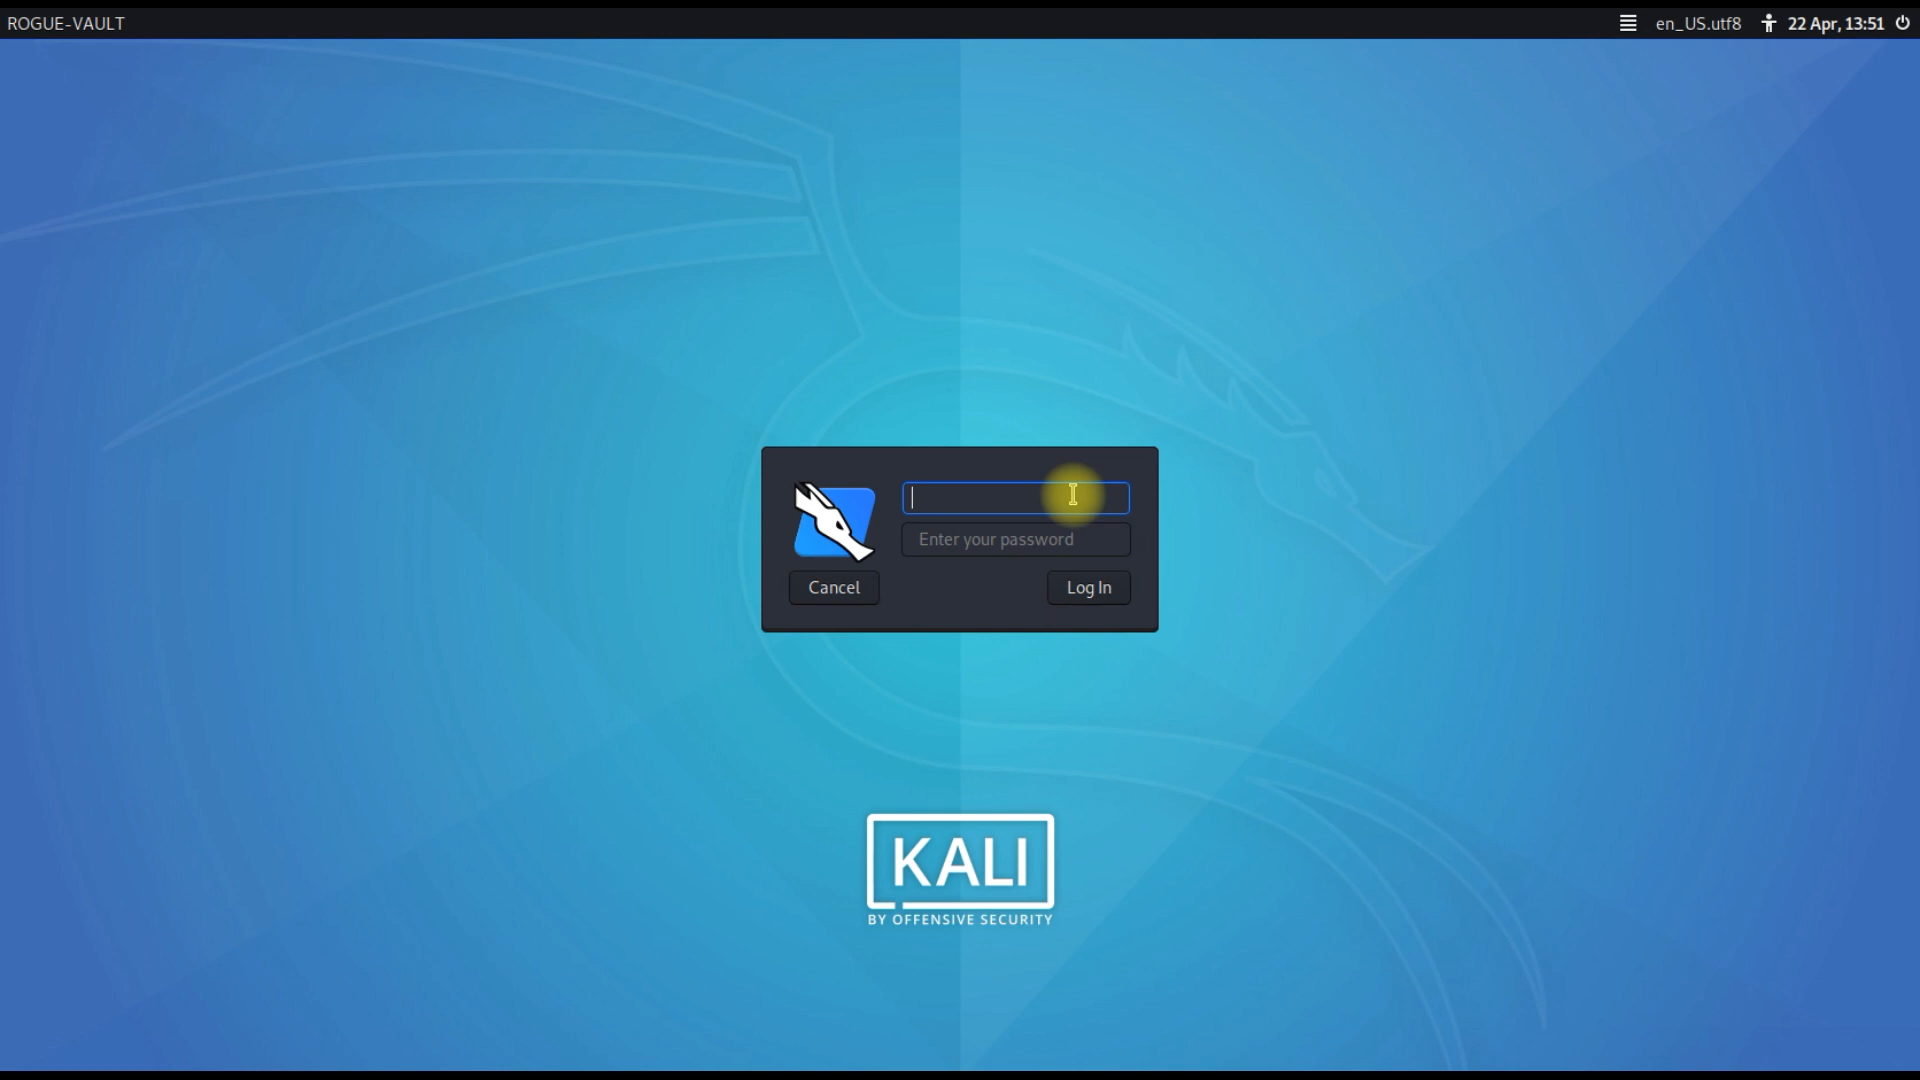 ROGUE-VAULT
en_US.utf8 22 Apr, 13:51
Enter your password
Cancel Log In
KALI
BY OFFENSIVE SECURITY